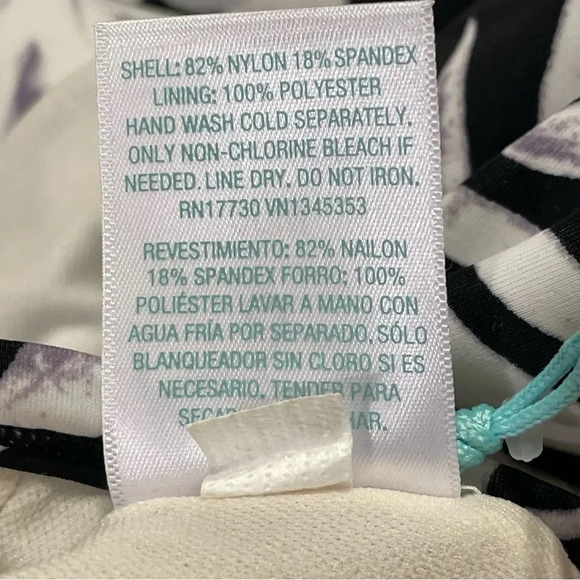 SHELL: 82% NYLON 18% SPANDEX
LINING: 100% POLYESTER
HAND WASH COLD SEPARATELY.
ONLY NON-CHLORINE BLEACH IF
NEEDED. LINE DRY. DO NOT IRON.
RN17730 VN1345353
REVESTIMIENTO: 82% NAILON
18% SPANDEX FORRO: 100%
POLIÉSTER LAVAR A MANO CON
AGUA FRÍA POR SEPARADO. SÓLO
BLANQUEADOR SIN CLORO SI ES
NECESARIO. TENDER PARA